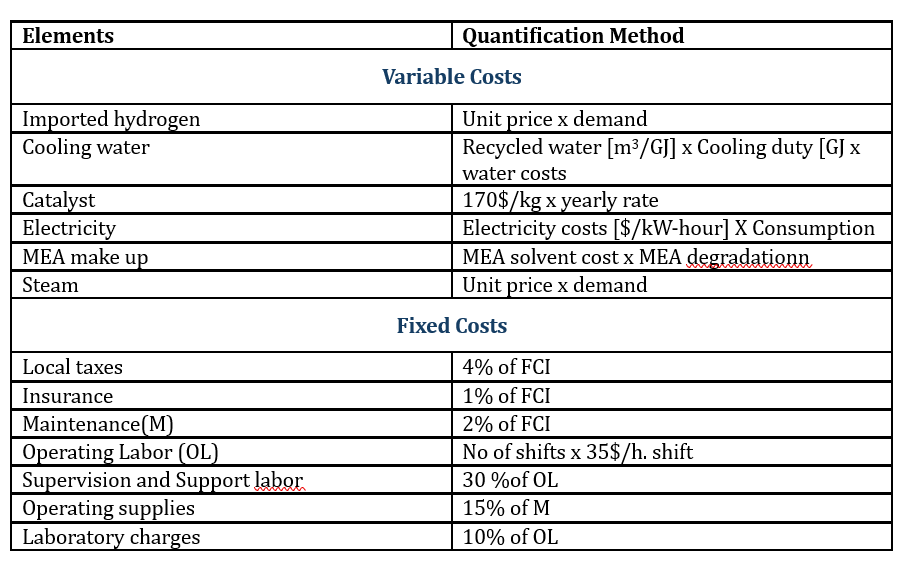 Elements Quantification Method
Variable Costs
Imported hydrogen Unit price x demand
Cooling water Recycled water [m³/GJ] x Cooling duty [GJ x
water costs
Catalyst 170$/kg x yearly rate
Electricity Electricity costs [$/kW-hour] X Consumption
MEA make up MEA solvent cost x MEA degradationn
Steam Unit price x demand
Fixed Costs
Local taxes 4% of FCI
Insurance 1% of FCI
Maintenance(M) 2% of FCI
Operating Labor (OL) No of shifts x 35$/h. shift
Supervision and Support labor 30 %of OL
Operating supplies 15% of M
Laboratory charges 10% of OL